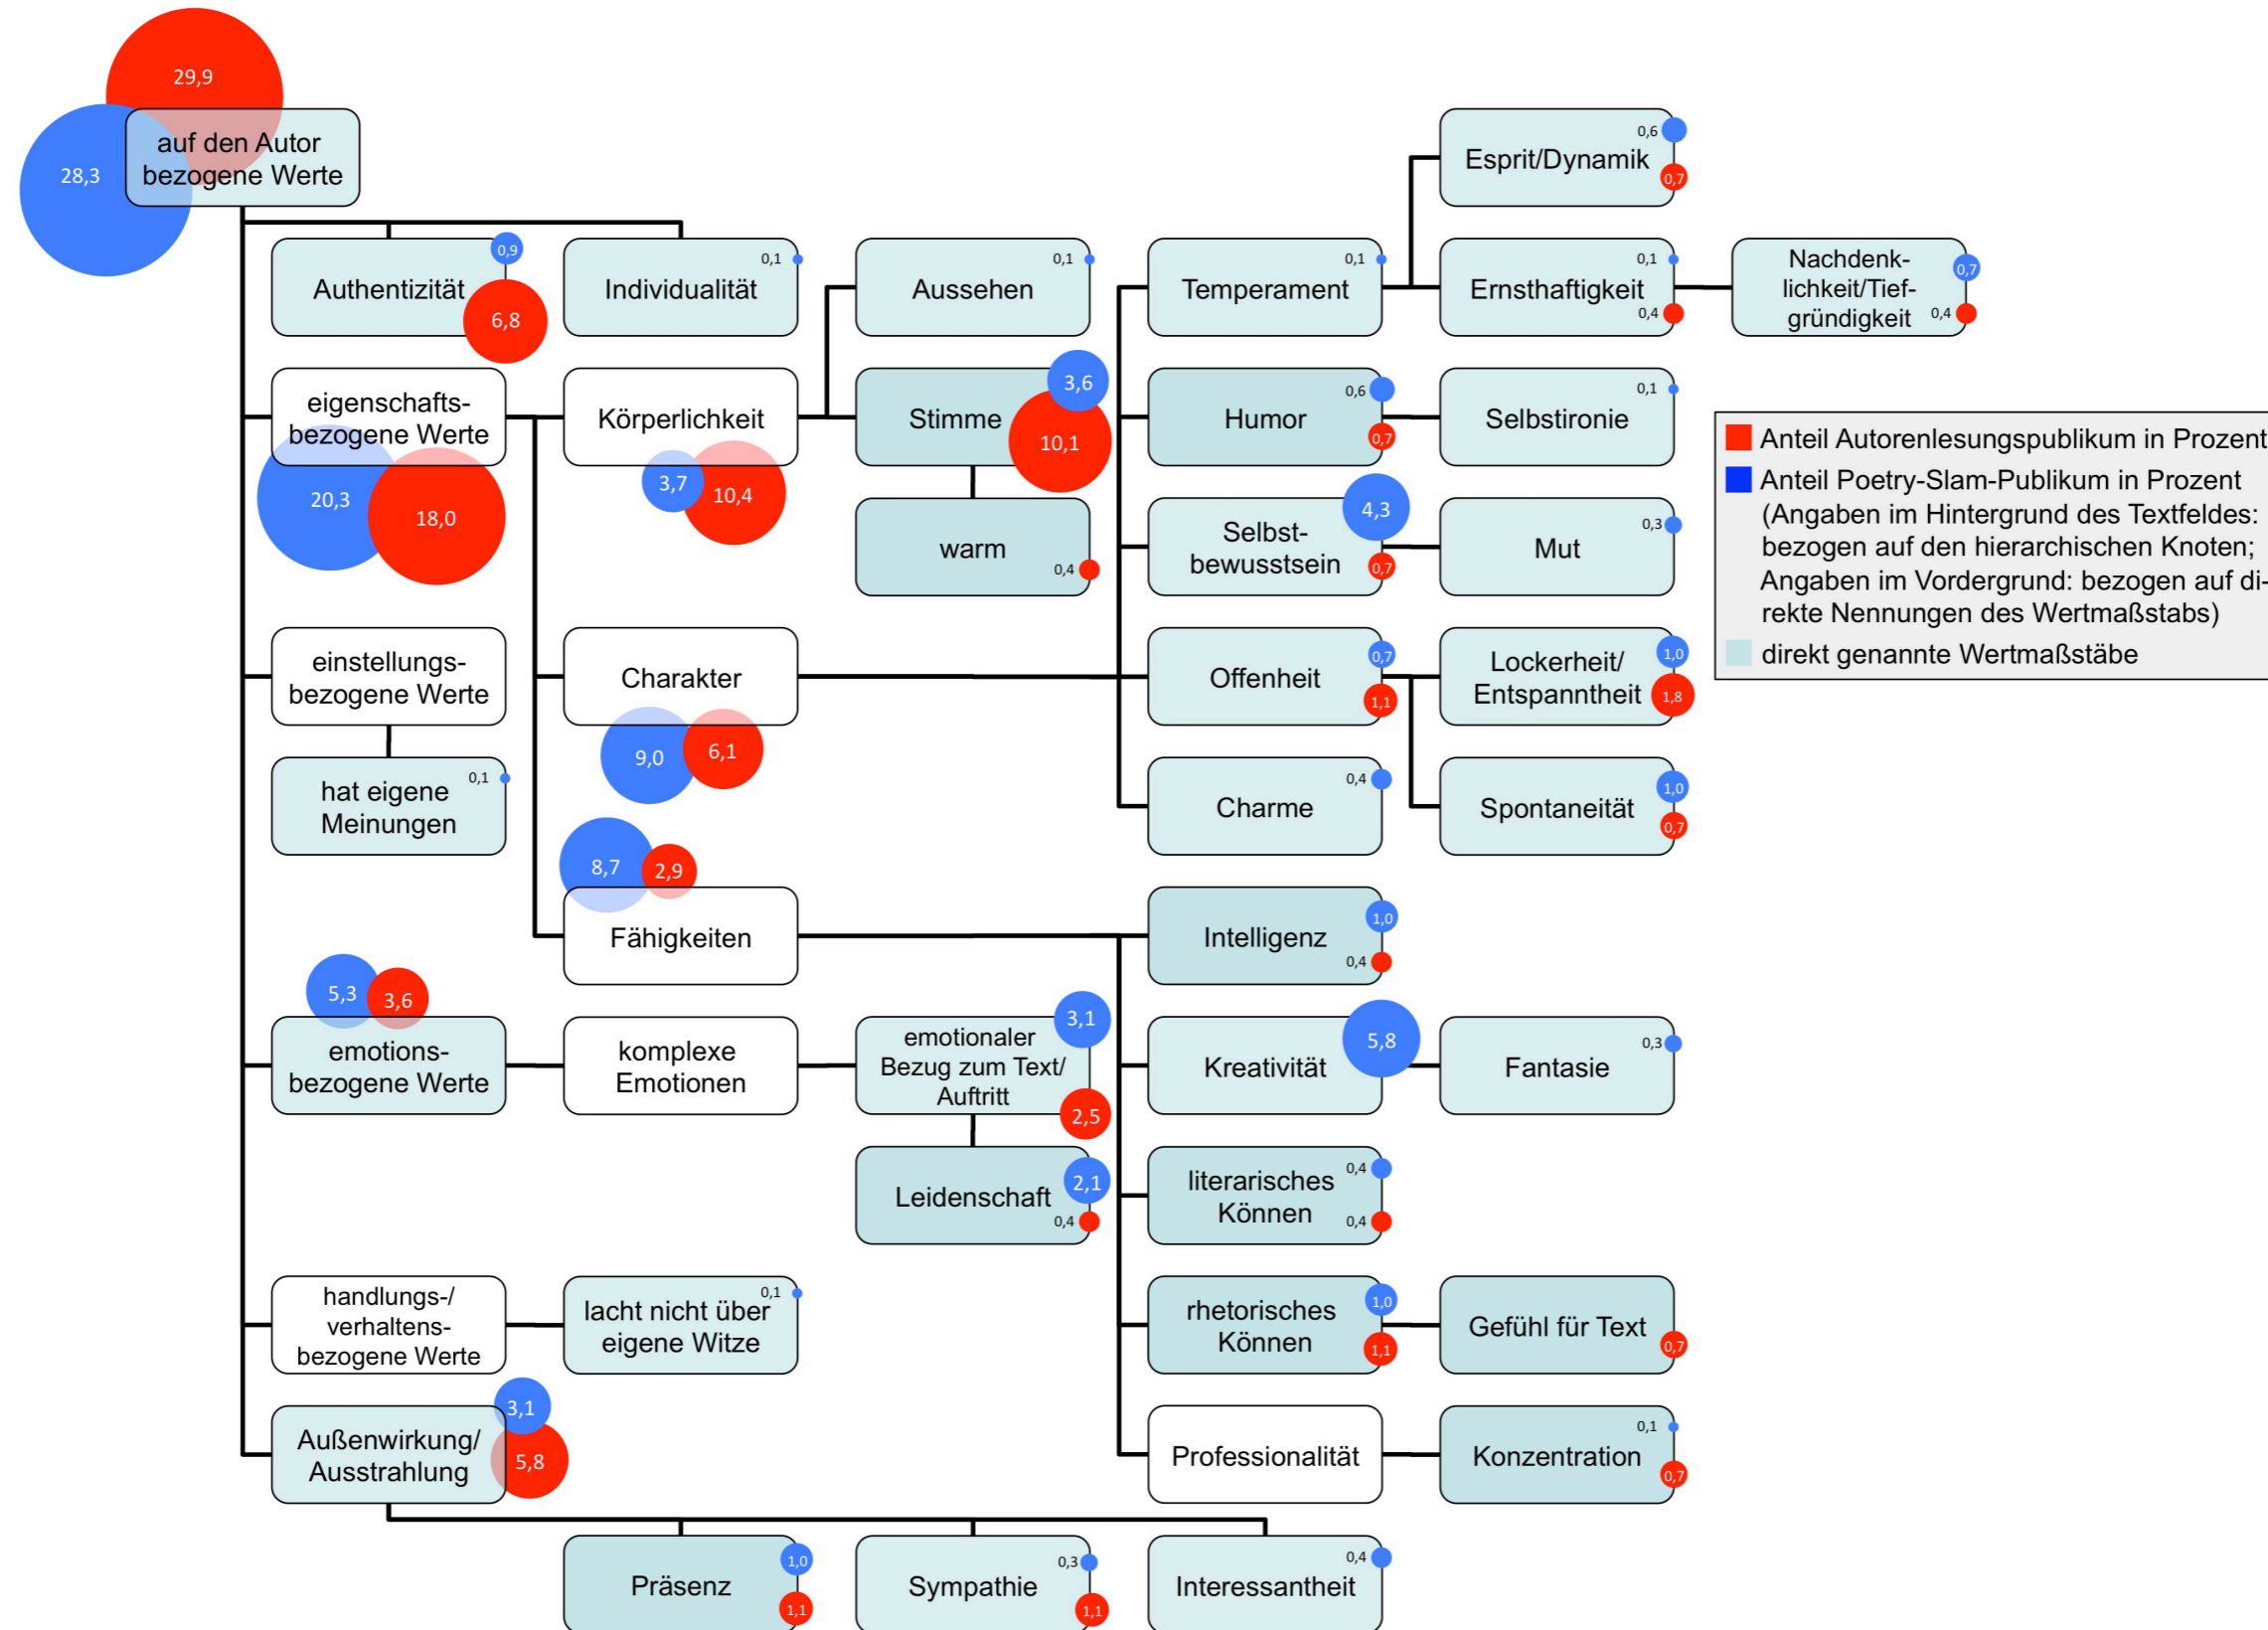 29,9
auf den Autor
bezogene Werte
28,3
Esprit/Dynamik
0,6
0,7
Authentizität
0,9
6,8
Individualität
0,1
Aussehen
0,1
Temperament
0,1
Ernsthaftigkeit
0,1
0,4
Nachdenk-
lichkeit/Tief-
gründigkeit
0,7
0,4
eigenschafts-
bezogene Werte
20,3
18,0
Körperlichkeit
3,7
10,4
Stimme
3,6
10,1
Humor
0,6
0,7
Selbstironie
0,1
warm
0,4
Selbst-
bewusstsein
4,3
0,7
Mut
0,3
einstellungs-
bezogene Werte
Charakter
9,0
6,1
Offenheit
0,7
1,1
Lockerheit/
Entspanntheit
1,0
1,8
hat eigene
Meinungen
0,1
Charme
0,4
Spontaneität
1,0
0,7
8,7
2,9
Fähigkeiten
Intelligenz
1,0
0,4
5,3
3,6
emotions-
bezogene Werte
komplexe
Emotionen
emotionaler
Bezug zum Text/
Auftritt
3,1
2,5
Kreativität
5,8
Fantasie
0,3
Leidenschaft
2,1
0,4
literarisches
Können
0,4
0,4
handlungs-/
verhaltens-
bezogene Werte
lacht nicht über
eigene Witze
0,1
rhetorisches
Können
1,0
1,1
Gefühl für Text
0,7
Außenwirkung/
Ausstrahlung
3,1
5,8
Professionalität
Konzentration
0,1
0,7
Präsenz
1,0
1,1
Sympathie
0,3
1,1
Interessantheit
0,4
Anteil Autorenlesungspublikum in Prozent
Anteil Poetry-Slam-Publikum in Prozent
(Angaben im Hintergrund des Textfeldes:
bezogen auf den hierarchischen Knoten;
Angaben im Vordergrund: bezogen auf di-
rekte Nennungen des Wertmaßstabs)
direkt genannte Wertmaßstäbe